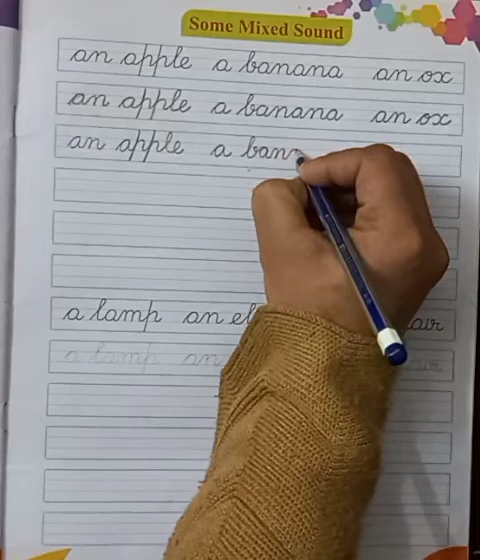 Some Mixed Sound
an apple a banana an ox
an apple a banana an ox
an apple a ban
a lamp an
a lamp an